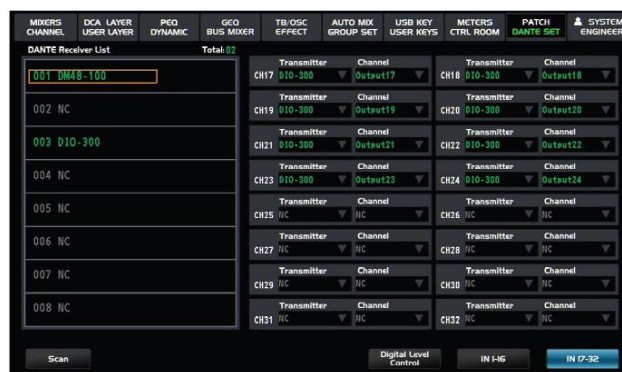 MIXERS CHANNEL
DCA LAYER USER LAYER
PEQ DYNAMIC
GEQ BUS MIXER
TB/OSC EFFECT
AUTO MIX GROUP SET
USB KEY USER KEYS
METERS CTRL ROOM
PATCH DANTE SET
SYSTEM ENGINEER
DANTE Receiver List Total: 02
001 DM48-100
002 NC
003 DIO-300
004 NC
005 NC
006 NC
007 NC
008 NC
Transmitter Channel Transmitter Channel
CH17 DIO-300 Output17 CH18 DIO-300 Output18
Transmitter Channel Transmitter Channel
CH19 DIO-300 Output19 CH20 DIO-300 Output20
Transmitter Channel Transmitter Channel
CH21 DIO-300 Output21 CH22 DIO-300 Output22
Transmitter Channel Transmitter Channel
CH23 DIO-300 Output23 CH24 DIO-300 Output24
Transmitter Channel Transmitter Channel
CH25 NC NC CH26 NC NC
Transmitter Channel Transmitter Channel
CH27 NC NC CH28 NC NC
Transmitter Channel Transmitter Channel
CH29 NC NC CH30 NC NC
Transmitter Channel Transmitter Channel
CH31 NC NC CH32 NC NC
Scan
Digital Level Control
IN 1-16
IN 17-32